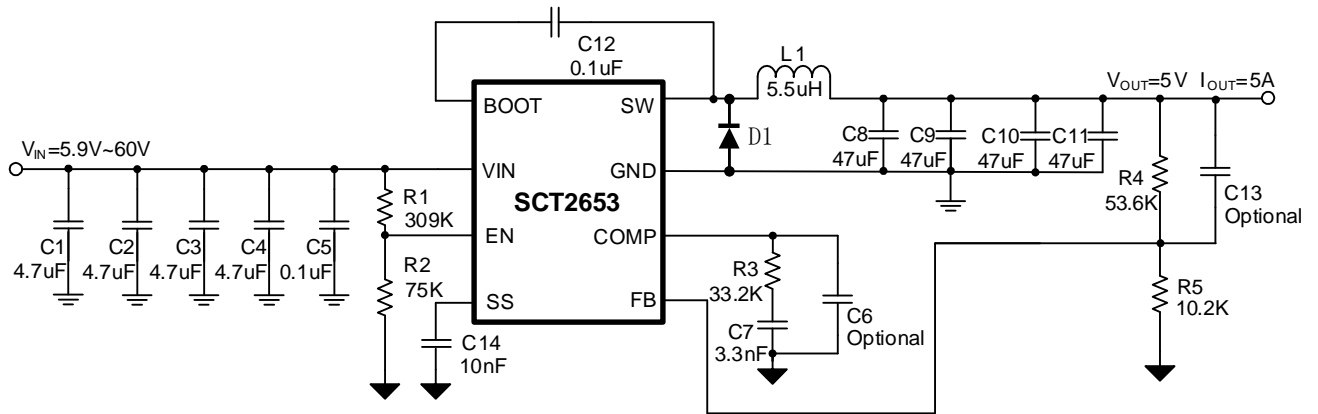 C12
0.1uF
L1
5.5uH
VOUT=5V IOUT=5A
BOOT
SW
D1
C8
47uF
C9
47uF
C10
47uF
C11
47uF
VIN=5.9V~60V
VIN
GND
R1
309K
SCT2653
R4
53.6K
C13
Optional
EN
COMP
C1
4.7uF
C2
4.7uF
C3
4.7uF
C4
4.7uF
C5
0.1uF
R2
75K
R3
33.2K
SS
FB
C6
Optional
R5
10.2K
C14
10nF
C7
3.3nF